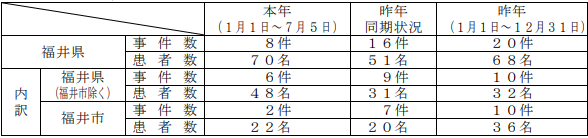 本年 昨年 昨年
(1月1日～7月5日) 同期状況 (1月1日～12月31日)
福井県 事件数 8件 16件 20件
患者数 70名 51名 68名
内訳 福井県 (福井市除く) 事件数 6件 9件 10件
患者数 48名 31名 32名
福井市 事件数 2件 7件 10件
患者数 22名 20名 36名